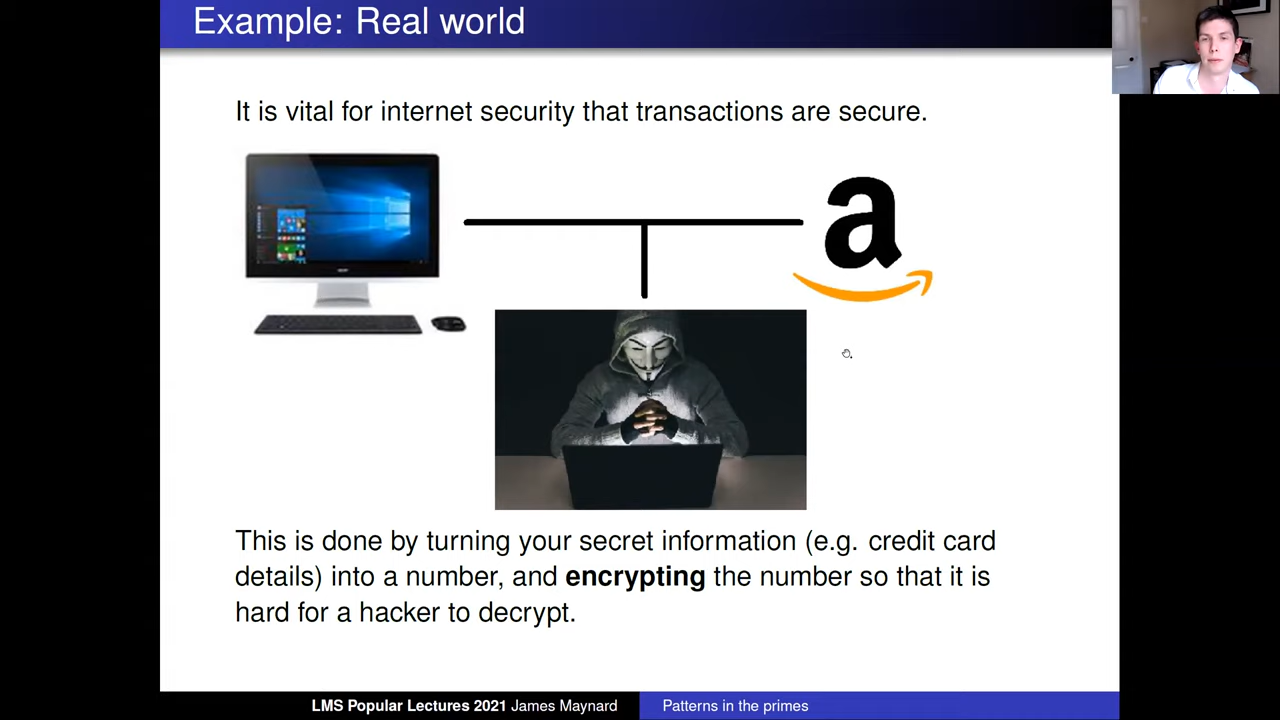 Example: Real world
It is vital for internet security that transactions are secure.
a
This is done by turning your secret information (e.g. credit card
details) into a number, and encrypting the number so that it is
hard for a hacker to decrypt.
LMS Popular Lectures 2021 James Maynard
Patterns in the primes